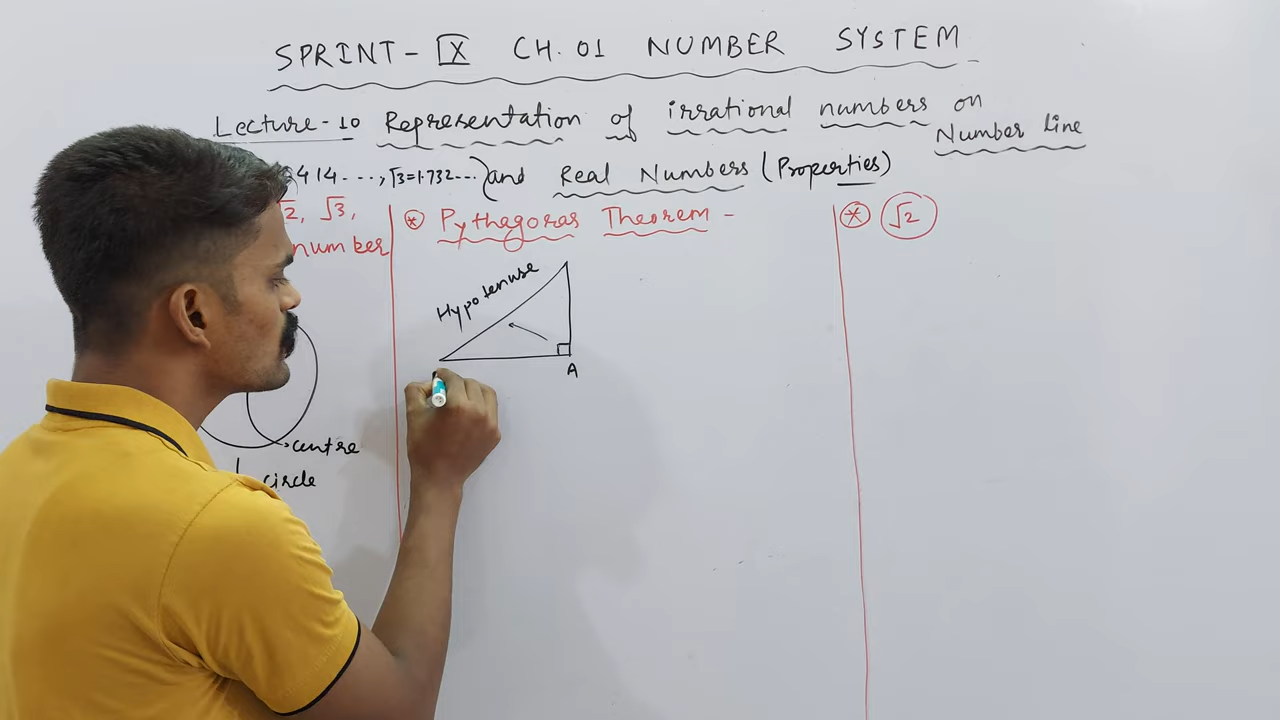 SPRINT- IX CH. 01 NUMBER SYSTEM
Lecture-10 Representation of irrational numbers on
Number line
414..., √3=1.732...) and Real Numbers (Properties)
√2, √3,
number
* Pythagoras Theorem -
* √2
Hypotenuse
A
centre
circle